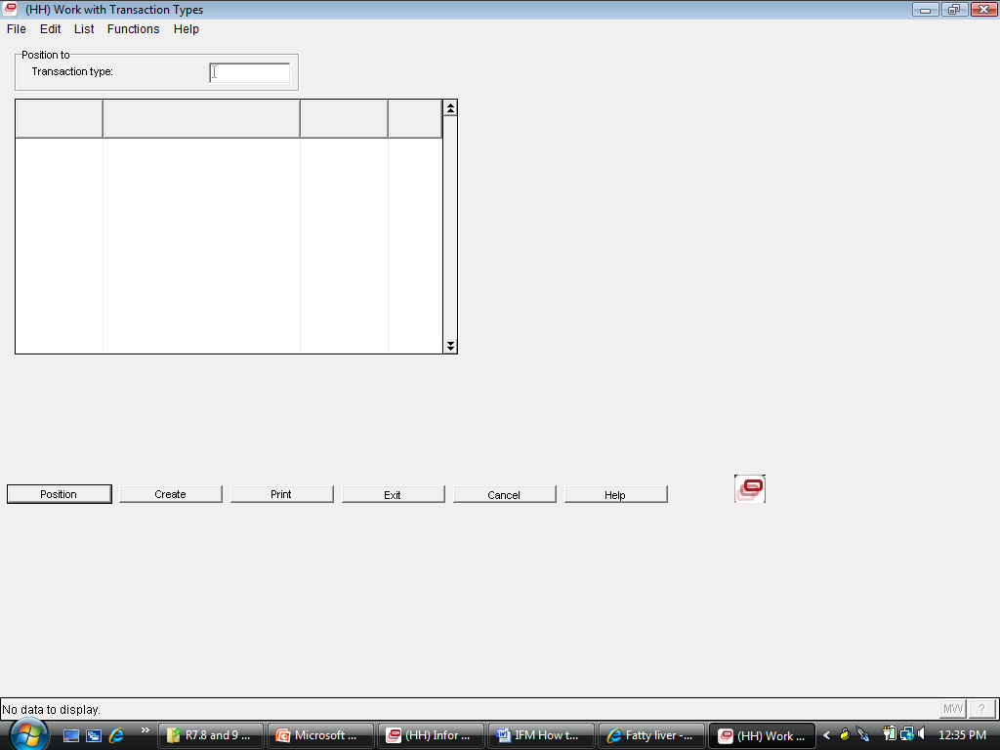 (HH) Work with Transaction Types
File Edit List Functions Help
Position to
Transaction type:
Position Create Print Exit Cancel Help
No data to display.
MW ?
» R7.8 and 9 ... Microsoft ... (HH) Infor ... IFM How t... Fatty liver -... (HH) Work ... < 12:35 PM